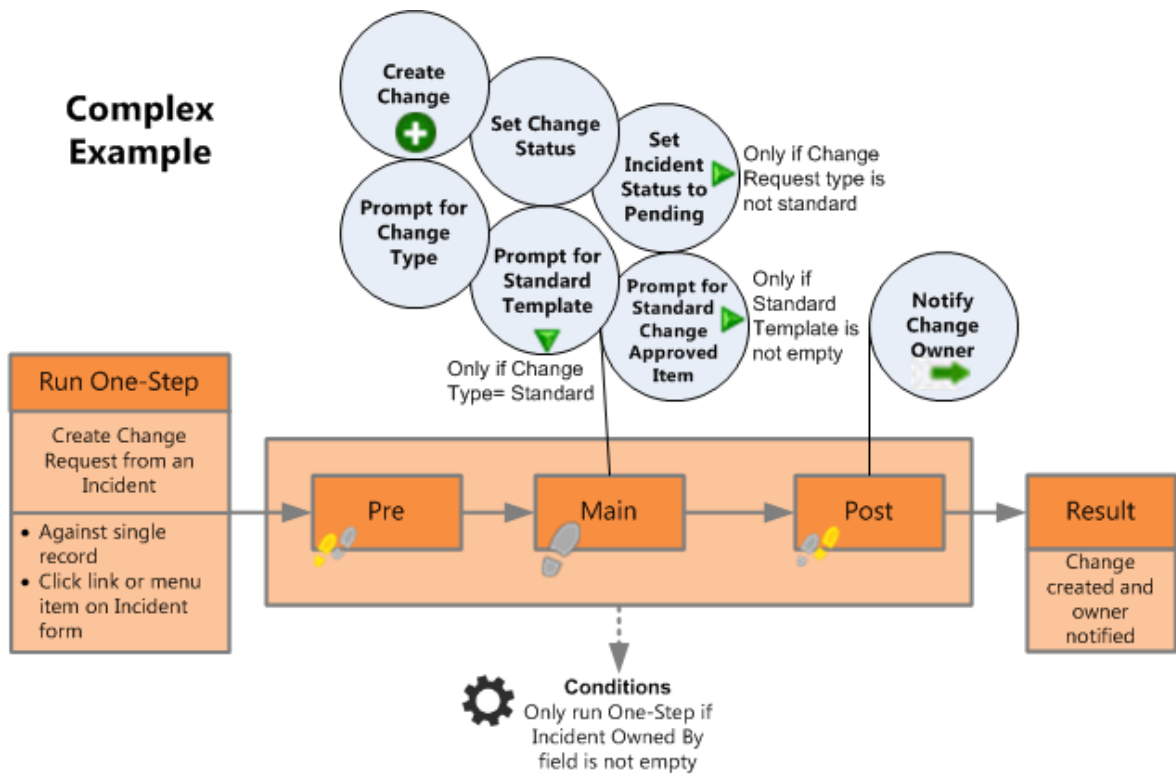 Complex
Example
Create
Change
Set Change
Status
Set
Incident
Status to
Pending
Only if Change
Request type is
not standard
Prompt for
Change
Type
Prompt for
Standard
Template
Only if Change
Type= Standard
Prompt for
Standard
Change
Approved
Item
Only if
Standard
Template is
not empty
Notify
Change
Owner
Run One-Step
Create Change
Request from an
Incident
• Against single
record
• Click link or menu
item on Incident
form
Pre
Main
Post
Result
Change
created and
owner
notified
Conditions
Only run One-Step if
Incident Owned By
field is not empty